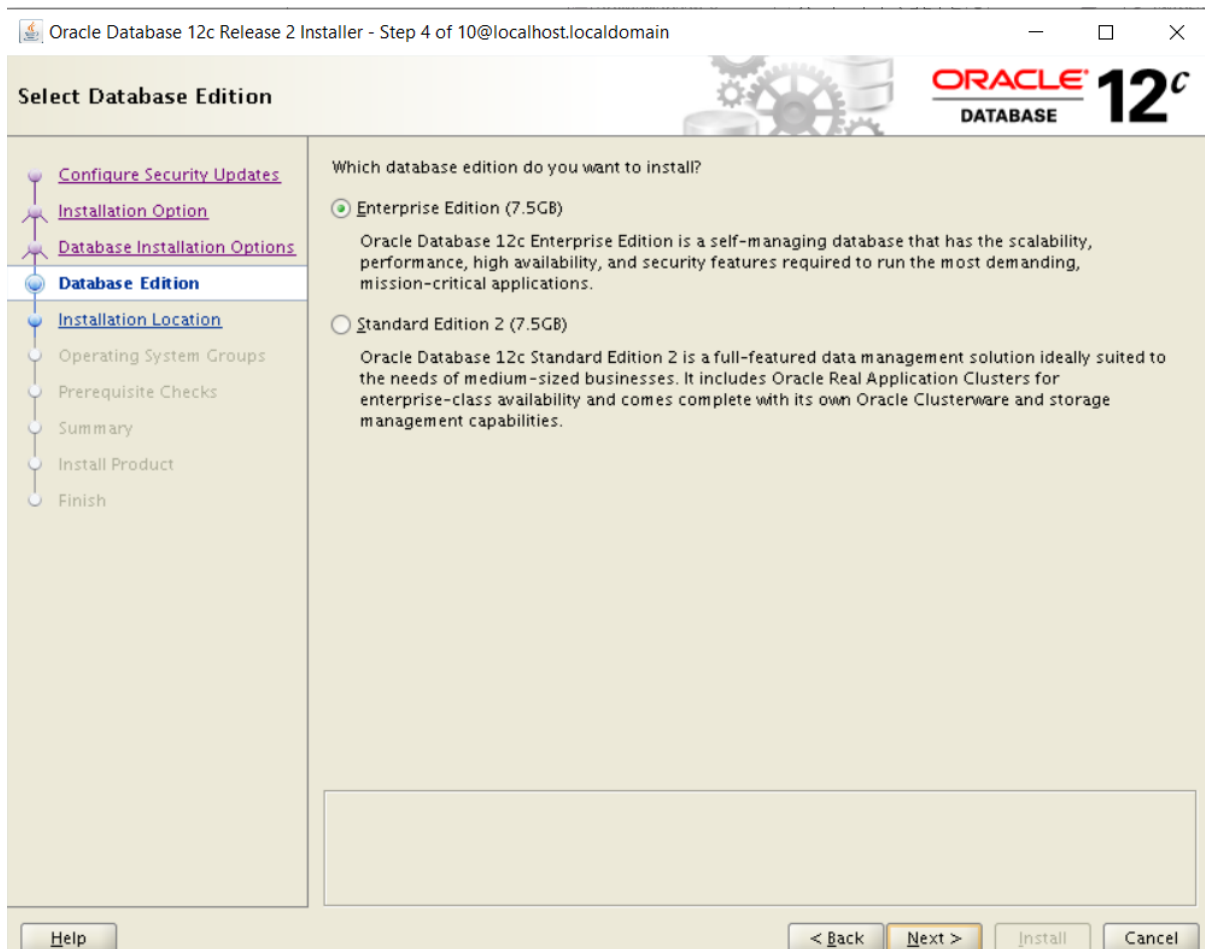 Oracle Database 12c Release 2 Installer - Step 4 of 10@localhost.localdomain
Select Database Edition
ORACLE
DATABASE
12c
Configure Security Updates
Installation Option
Database Installation Options
Database Edition
Installation Location
Operating System Groups
Prerequisite Checks
Summary
Install Product
Finish
Which database edition do you want to install?
Enterprise Edition (7.5GB)
Oracle Database 12c Enterprise Edition is a self-managing database that has the scalability,
performance, high availability, and security features required to run the most demanding,
mission-critical applications.
Standard Edition 2 (7.5GB)
Oracle Database 12c Standard Edition 2 is a full-featured data management solution ideally suited to
the needs of medium-sized businesses. It includes Oracle Real Application Clusters for
enterprise-class availability and comes complete with its own Oracle Clusterware and storage
management capabilities.
Help
< Back
Next >
Install
Cancel